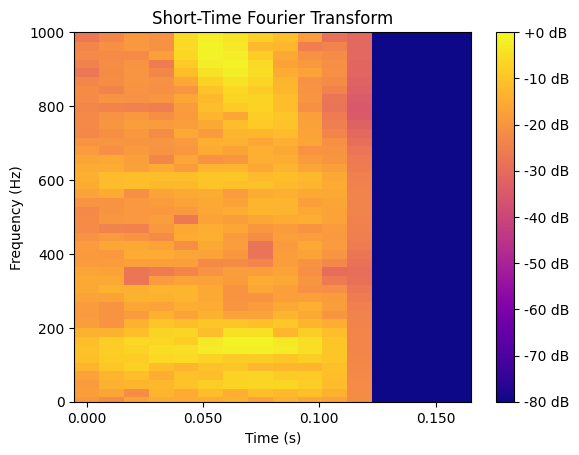 Short-Time Fourier Transform
1000
800
600
400
200
0
Frequency (Hz)
0.000
0.050
0.100
0.150
Time (s)
+0 dB
-10 dB
-20 dB
-30 dB
-40 dB
-50 dB
-60 dB
-70 dB
-80 dB